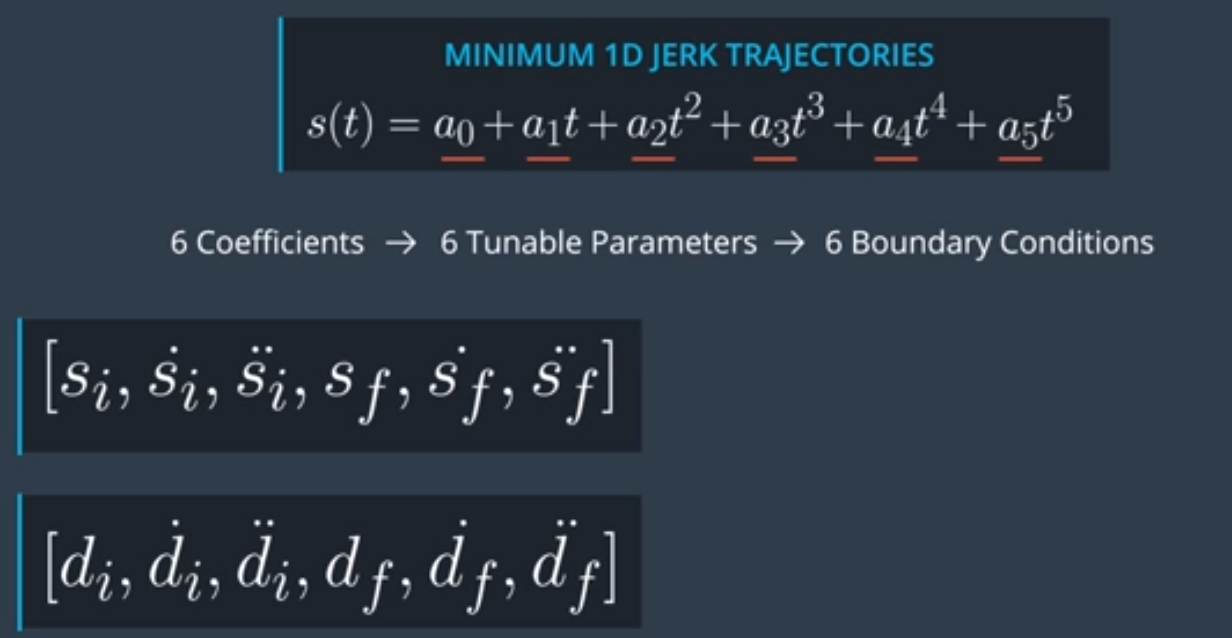 MINIMUM 1D JERK TRAJECTORIES
s(t) = a₀ + a₁t + a₂t² + a₃t³ + a₄t⁴ + a₅t⁵
6 Coefficients → 6 Tunable Parameters → 6 Boundary Conditions
[sᵢ, ṡᵢ, s̈ᵢ, s_f, ṡ_f, s̈_f]
[dᵢ, ḋᵢ, d̈ᵢ, d_f, ḋ_f, d̈_f]